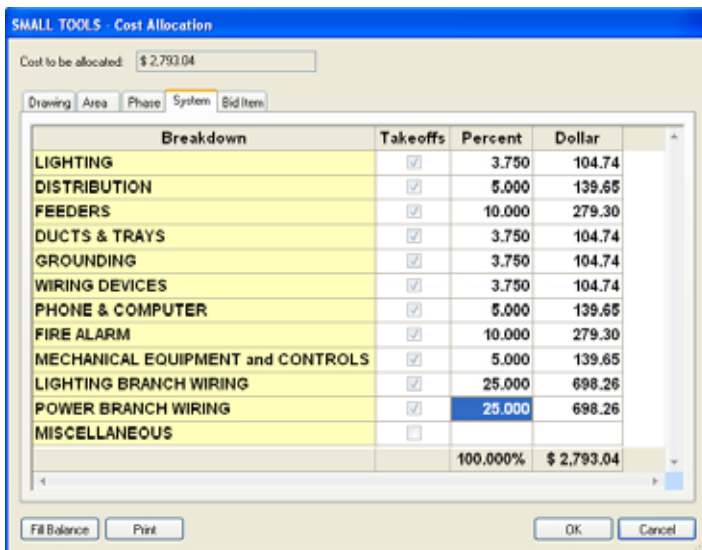 SMALL TOOLS - Cost Allocation
Cost to be allocated: $ 2,793.04
Drawing Area Phase System Bid Item
Breakdown Takeoffs Percent Dollar
LIGHTING 3.750 104.74
DISTRIBUTION 5.000 139.65
FEEDERS 10.000 279.30
DUCTS & TRAYS 3.750 104.74
GROUNDING 3.750 104.74
WIRING DEVICES 3.750 104.74
PHONE & COMPUTER 5.000 139.65
FIRE ALARM 10.000 279.30
MECHANICAL EQUIPMENT and CONTROLS 5.000 139.65
LIGHTING BRANCH WIRING 25.000 698.26
POWER BRANCH WIRING 25.000 698.26
MISCELLANEOUS
100.000% $ 2,793.04
Fill Balance Print OK Cancel